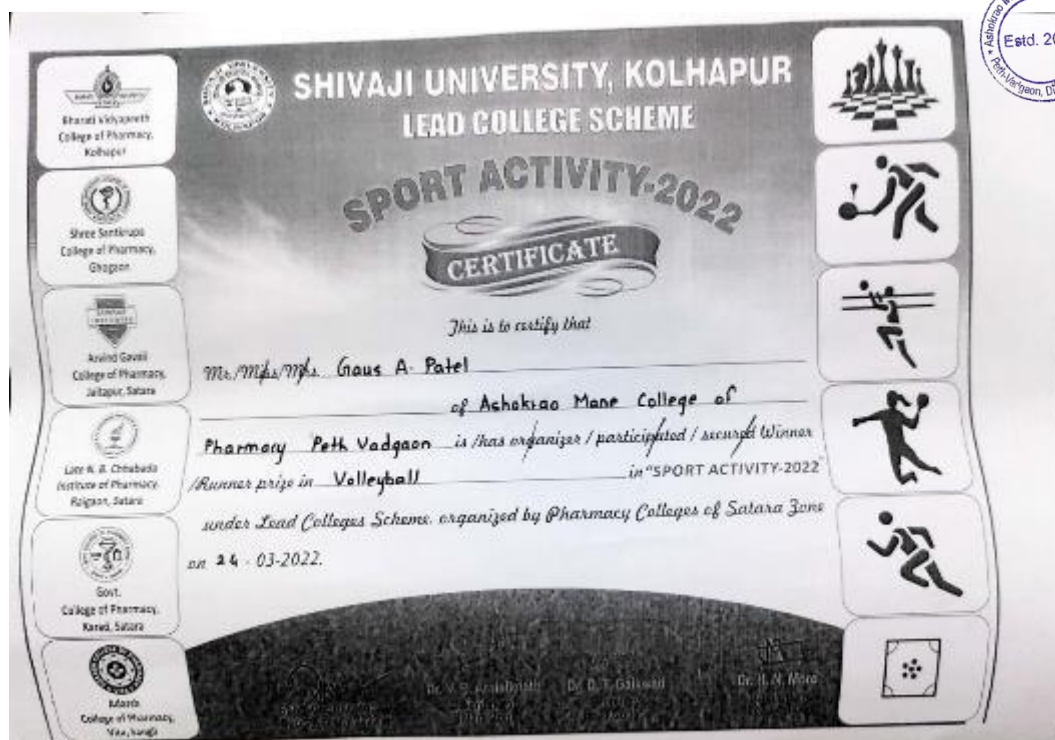 Estd. 20
SHIVAJI UNIVERSITY, KOLHAPUR
LEAD COLLEGE SCHEME
SPORT ACTIVITY-2022
CERTIFICATE
This is to certify that
Mr./Miss/Mrs. Gaus A. Patel
of Ashokrao Mane College of
Pharmacy Peth Vadgaon is /has organizer / participated / secured Winner
/Runner prize in Volleyball in "SPORT ACTIVITY-2022"
under Lead Colleges Scheme, organized by Pharmacy Colleges of Satara Zone
on 24 - 03-2022.
Bharati Vidyapeeth
College of Pharmacy,
Kolhapur
Shree Santkrupa
College of Pharmacy,
Ghogaon
Arvind Gavali
College of Pharmacy,
Jaitapur, Satara
Late N. B. Chhabada
Institute of Pharmacy
Raigaon, Satara
Govt.
College of Pharmacy,
Karad, Satara
Adarsh
College of Pharmacy,
Vita, Sangli
Dr. D. T. Gaikwad
Dr. H. N. More